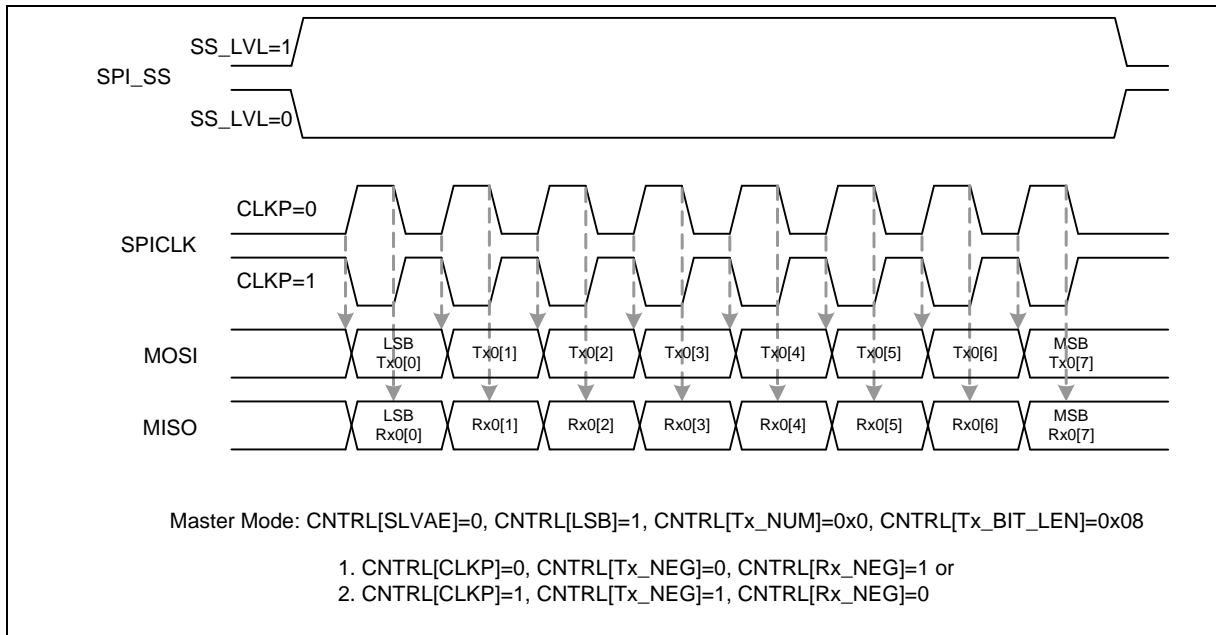 SS_LVL=1
SPI_SS
SS_LVL=0
CLKP=0
SPICLK
CLKP=1
MOSI
LSB
Tx0[0]
Tx0[1]
Tx0[2]
Tx0[3]
Tx0[4]
Tx0[5]
Tx0[6]
MSB
Tx0[7]
MISO
LSB
Rx0[0]
Rx0[1]
Rx0[2]
Rx0[3]
Rx0[4]
Rx0[5]
Rx0[6]
MSB
Rx0[7]
Master Mode: CNTRL[SLVAE]=0, CNTRL[LSB]=1, CNTRL[Tx_NUM]=0x0, CNTRL[Tx_BIT_LEN]=0x08
1. CNTRL[CLKP]=0, CNTRL[Tx_NEG]=0, CNTRL[Rx_NEG]=1 or
2. CNTRL[CLKP]=1, CNTRL[Tx_NEG]=1, CNTRL[Rx_NEG]=0